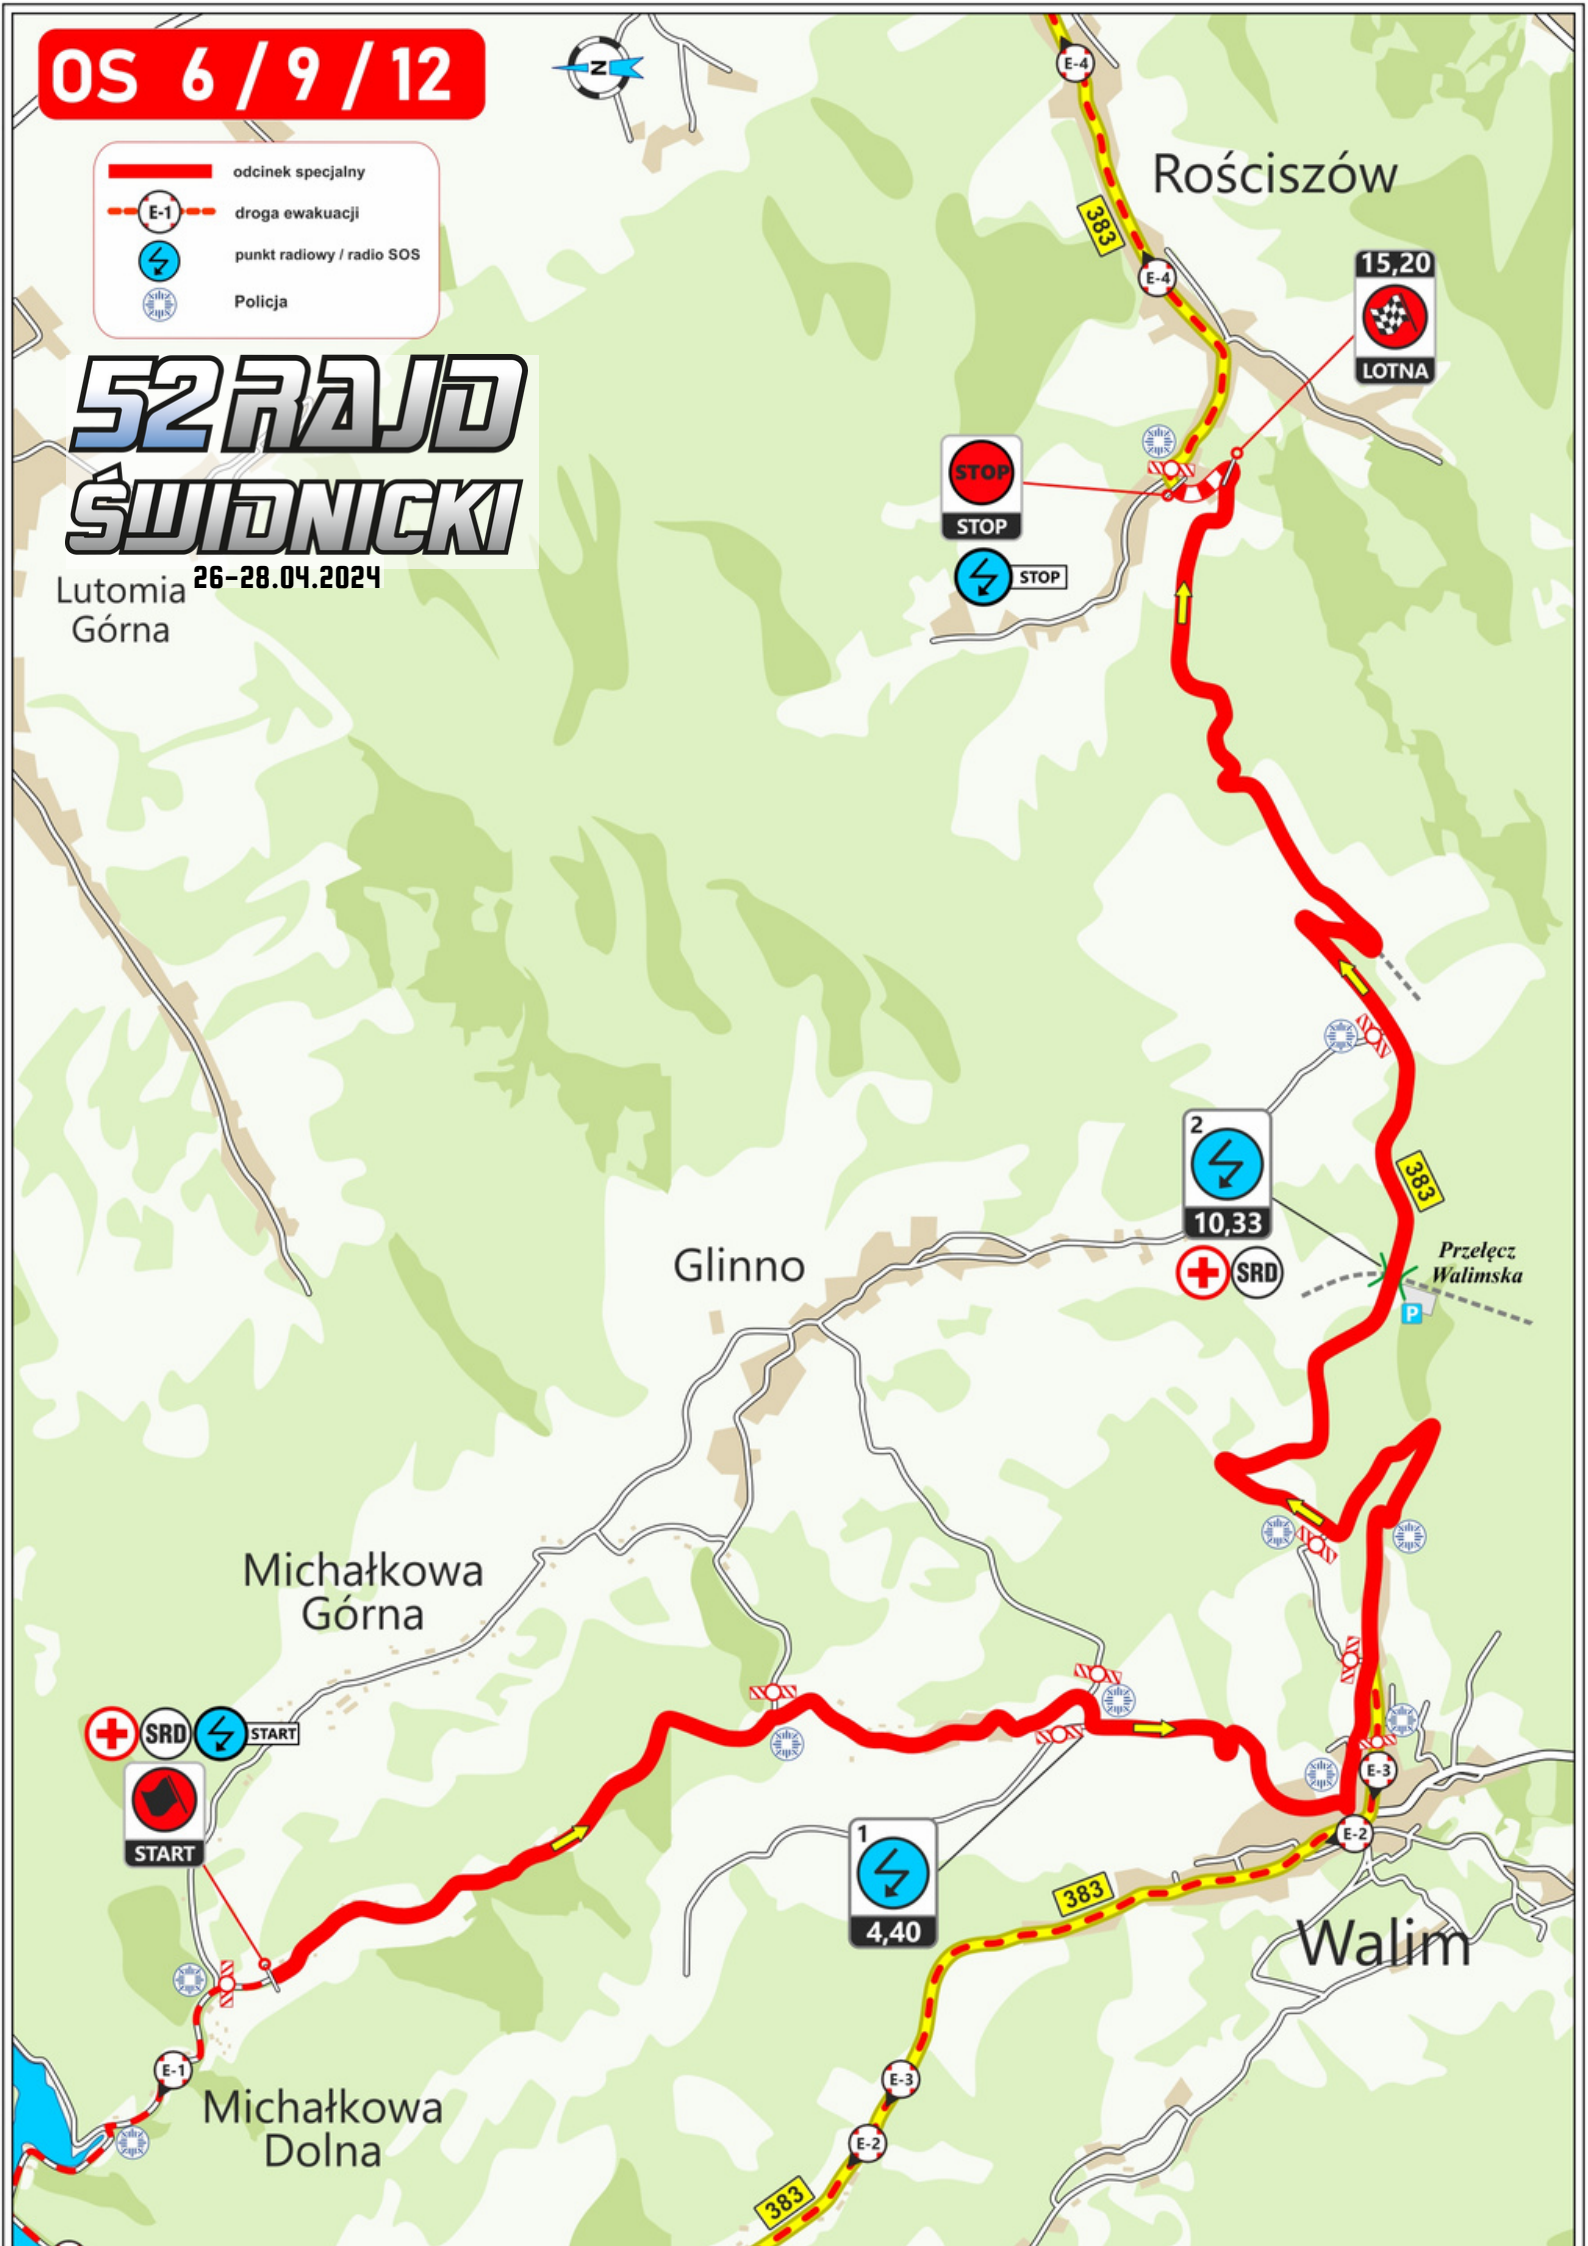 OS 6 / 9 / 12
N
odcinek specjalny
E-1
droga ewakuacji
punkt radiowy / radio SOS
Policja
52 RAJD
ŚWIDNICKI
26-28.04.2024
Lutomia
Górna
E-4
Rościszów
383
E-4
15,20
LOTNA
STOP
STOP
STOP
2
10,33
SRD
383
Przełęcz
Walimska
P
Glinno
Michałkowa
Górna
SRD
START
START
1
4,40
E-3
E-2
383
Walim
E-1
Michałkowa
Dolna
E-3
E-2
383